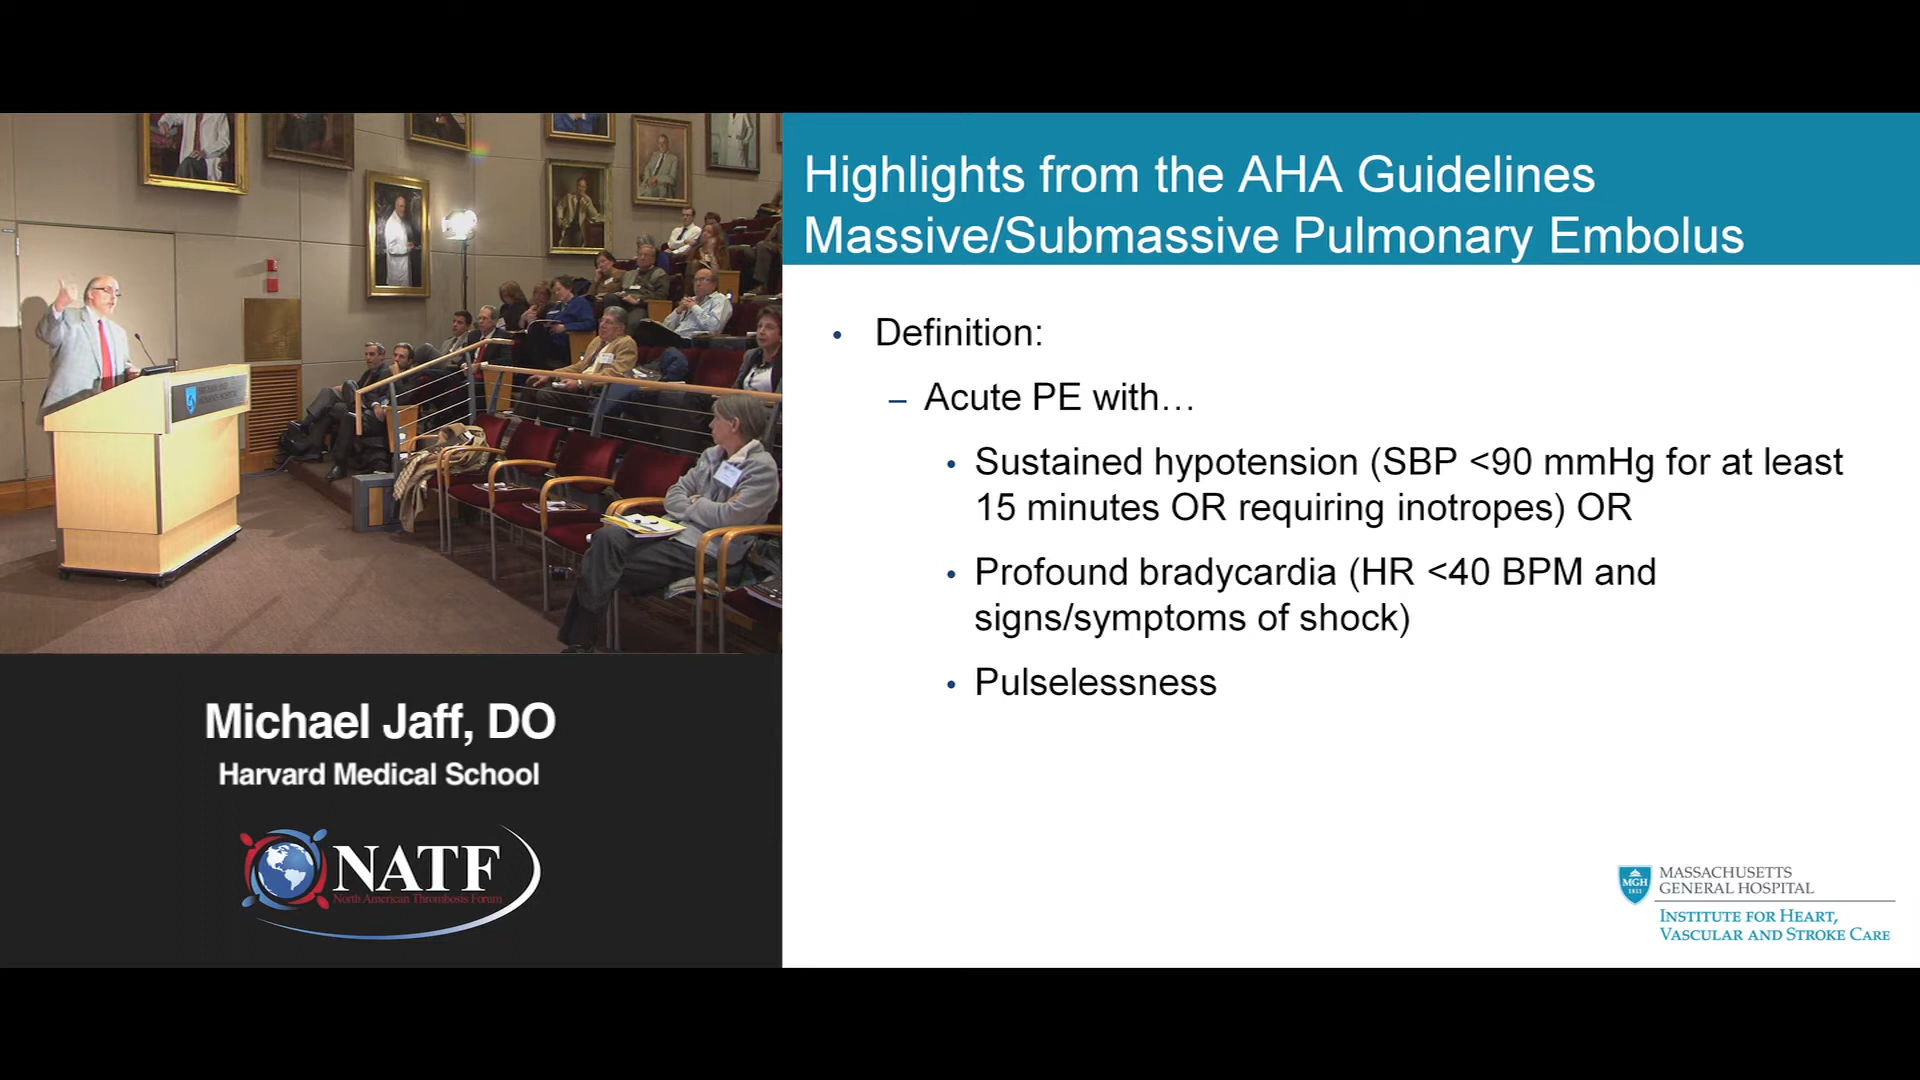 Highlights from the AHA Guidelines
Massive/Submassive Pulmonary Embolus
• Definition:
– Acute PE with…
• Sustained hypotension (SBP <90 mmHg for at least
15 minutes OR requiring inotropes) OR
• Profound bradycardia (HR <40 BPM and
signs/symptoms of shock)
• Pulselessness
Michael Jaff, DO
Harvard Medical School
NATF
North American Thrombosis Forum
MGH
1811
MASSACHUSETTS
GENERAL HOSPITAL
INSTITUTE FOR HEART,
VASCULAR AND STROKE CARE